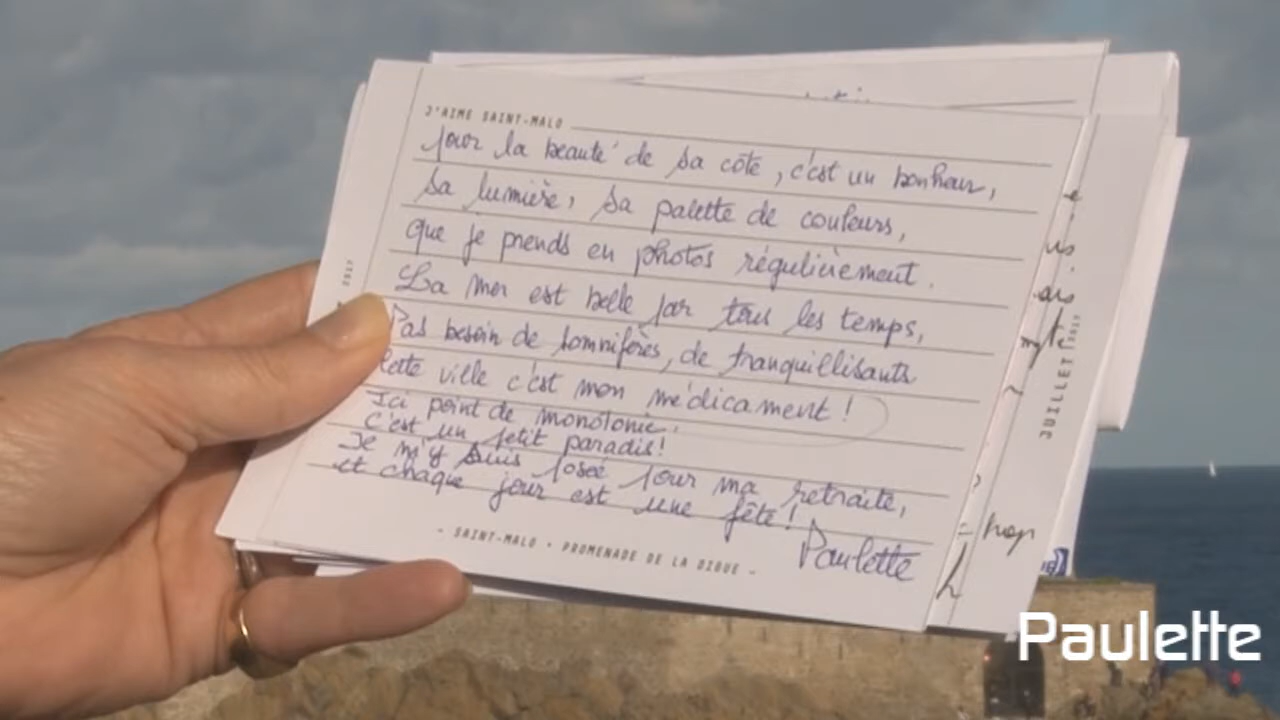 J'AIME SAINT-MALO
pour la beauté de sa côte, c'est un bonheur,
sa lumière, sa palette de couleurs,
que je prends en photos régulièrement.
La mer est belle par tous les temps,
Pas besoin de somnifères, de tranquillisants
Cette ville c'est mon médicament !
Ici point de monotonie.
C'est un petit paradis !
Je m'y suis posée pour ma retraite,
et chaque jour est une fête !
Paulette
- SAINT-MALO • PROMENADE DE LA DIGUE -
2017
JUILLET 2017
Paulette